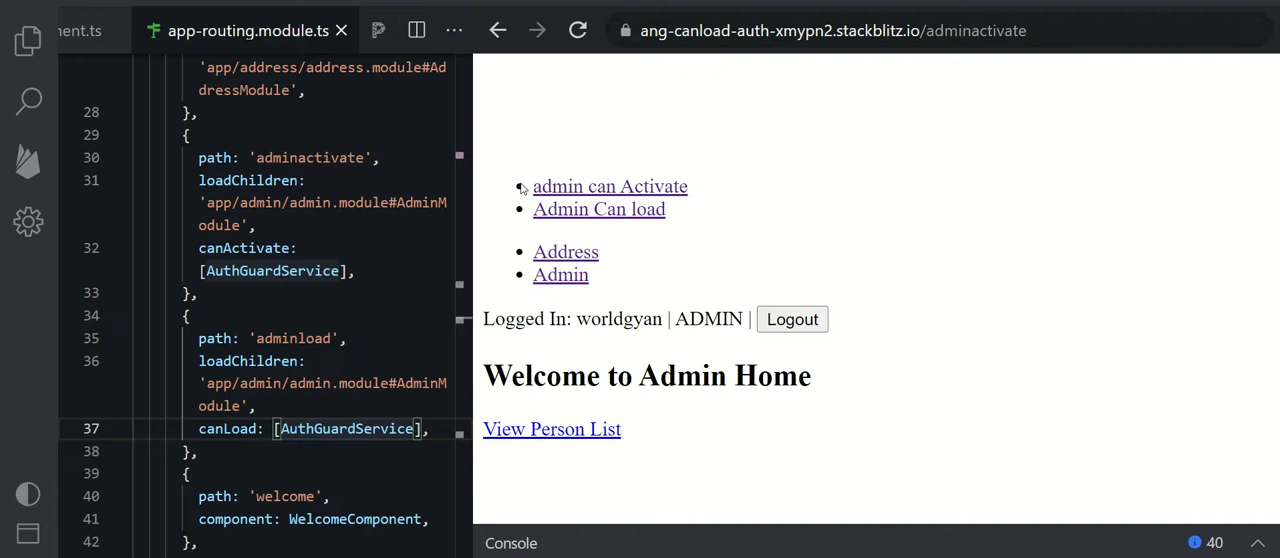 nent.ts
app-routing.module.ts
ang-canload-auth-xmypn2.stackblitz.io/adminactivate
'app/address/address.module#Ad
dressModule',
28 },
29 {
30 path: 'adminactivate',
31 loadChildren:
'app/admin/admin.module#AdminM
odule',
32 canActivate:
[AuthGuardService],
33 },
34 {
35 path: 'adminload',
36 loadChildren:
'app/admin/admin.module#AdminM
odule',
37 canLoad: [AuthGuardService],
38 },
39 {
40 path: 'welcome',
41 component: WelcomeComponent,
42 },
admin can Activate
Admin Can load
Address
Admin
Logged In: worldgyan | ADMIN | Logout
Welcome to Admin Home
View Person List
Console
40